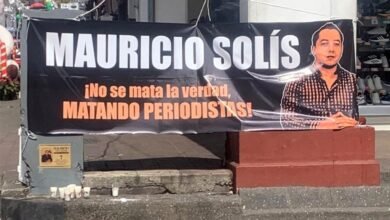 MAURICIO SOLÍS
¡No se mata la verdad,
MATANDO PERIODISTAS!